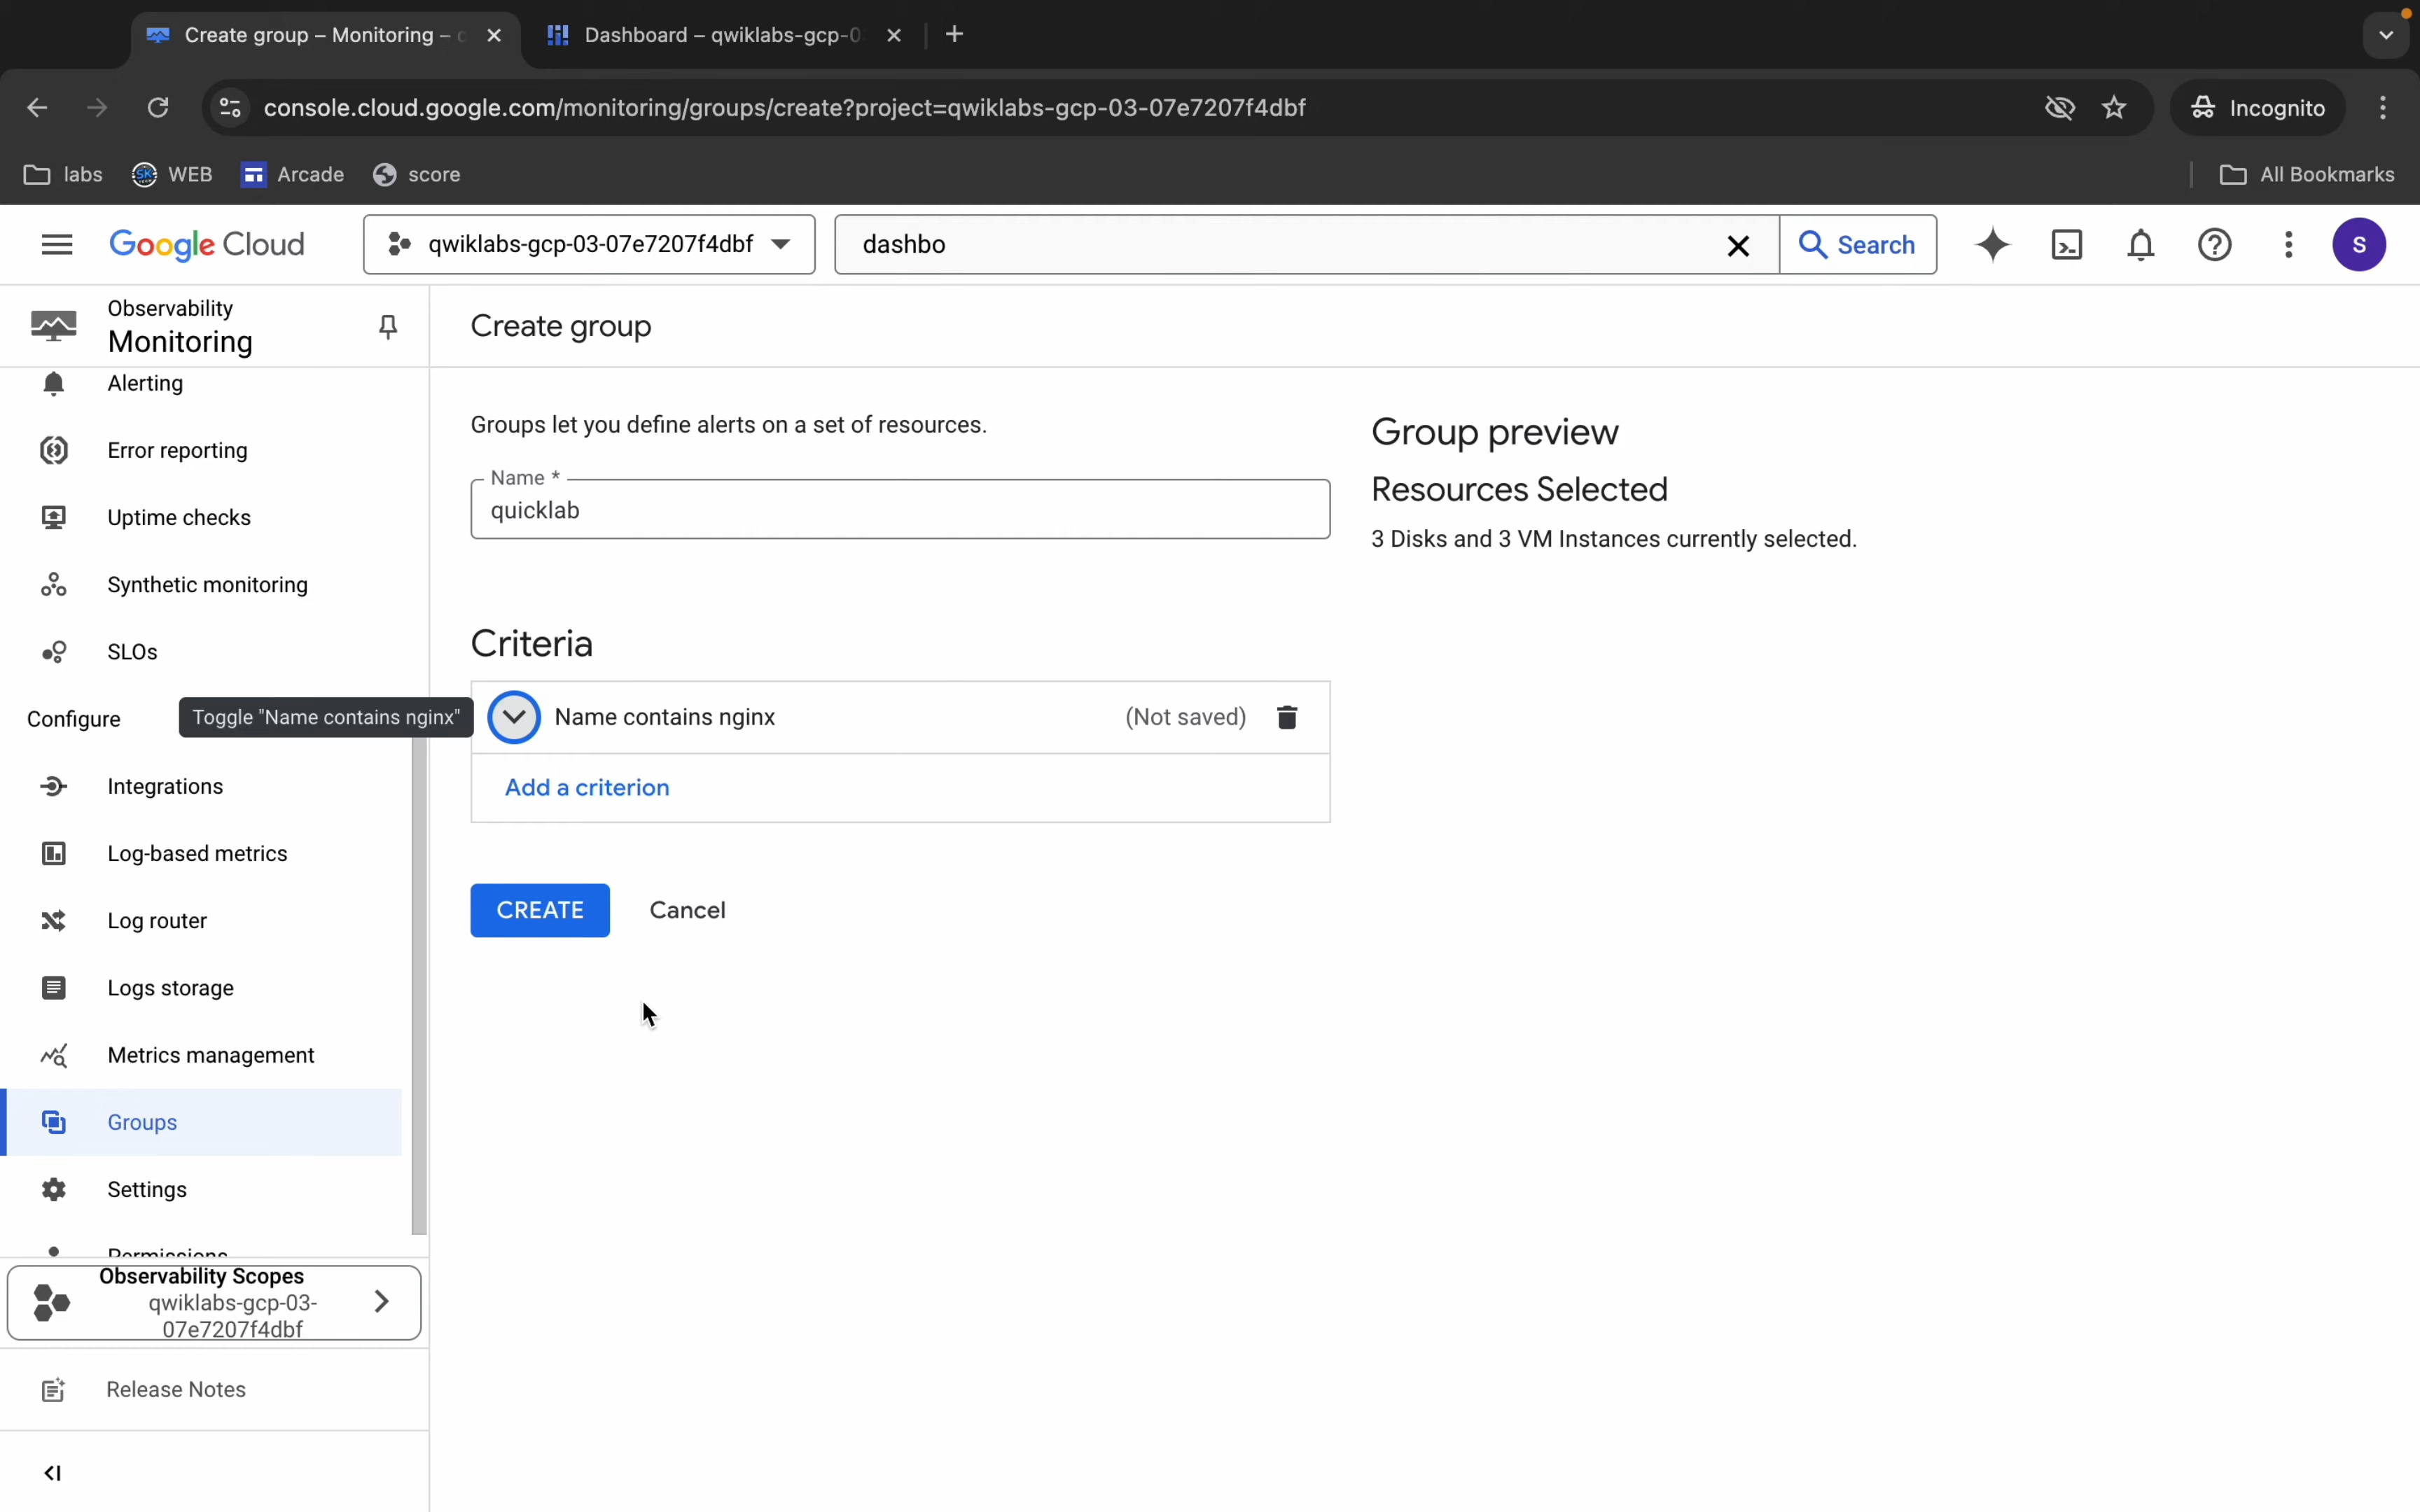 Create group – Monitoring –
Dashboard – qwiklabs-gcp-0
console.cloud.google.com/monitoring/groups/create?project=qwiklabs-gcp-03-07e7207f4dbf
Incognito
labs
WEB
Arcade
score
All Bookmarks
Google Cloud
qwiklabs-gcp-03-07e7207f4dbf
dashbo
Search
S
Observability
Monitoring
Create group
Alerting
Error reporting
Uptime checks
Synthetic monitoring
SLOs
Configure
Toggle "Name contains nginx"
Integrations
Log-based metrics
Log router
Logs storage
Metrics management
Groups
Settings
Permissions
Observability Scopes
qwiklabs-gcp-03-
07e7207f4dbf
Release Notes
Groups let you define alerts on a set of resources.
Name *
quicklab
Criteria
Name contains nginx
(Not saved)
Add a criterion
CREATE
Cancel
Group preview
Resources Selected
3 Disks and 3 VM Instances currently selected.